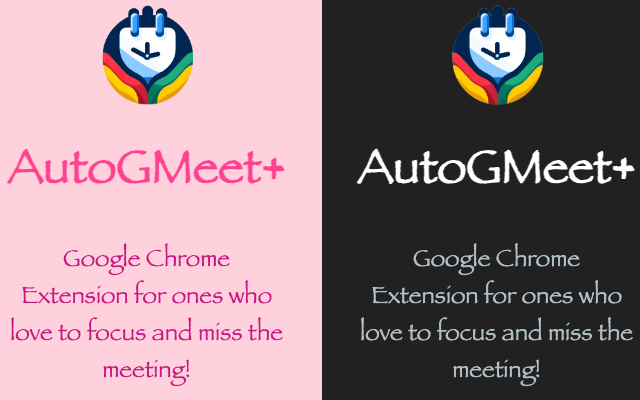 AutoGMeet+
Google Chrome
Extension for ones who
love to focus and miss the
meeting!
AutoGMeet+
Google Chrome
Extension for ones who
love to focus and miss the
meeting!